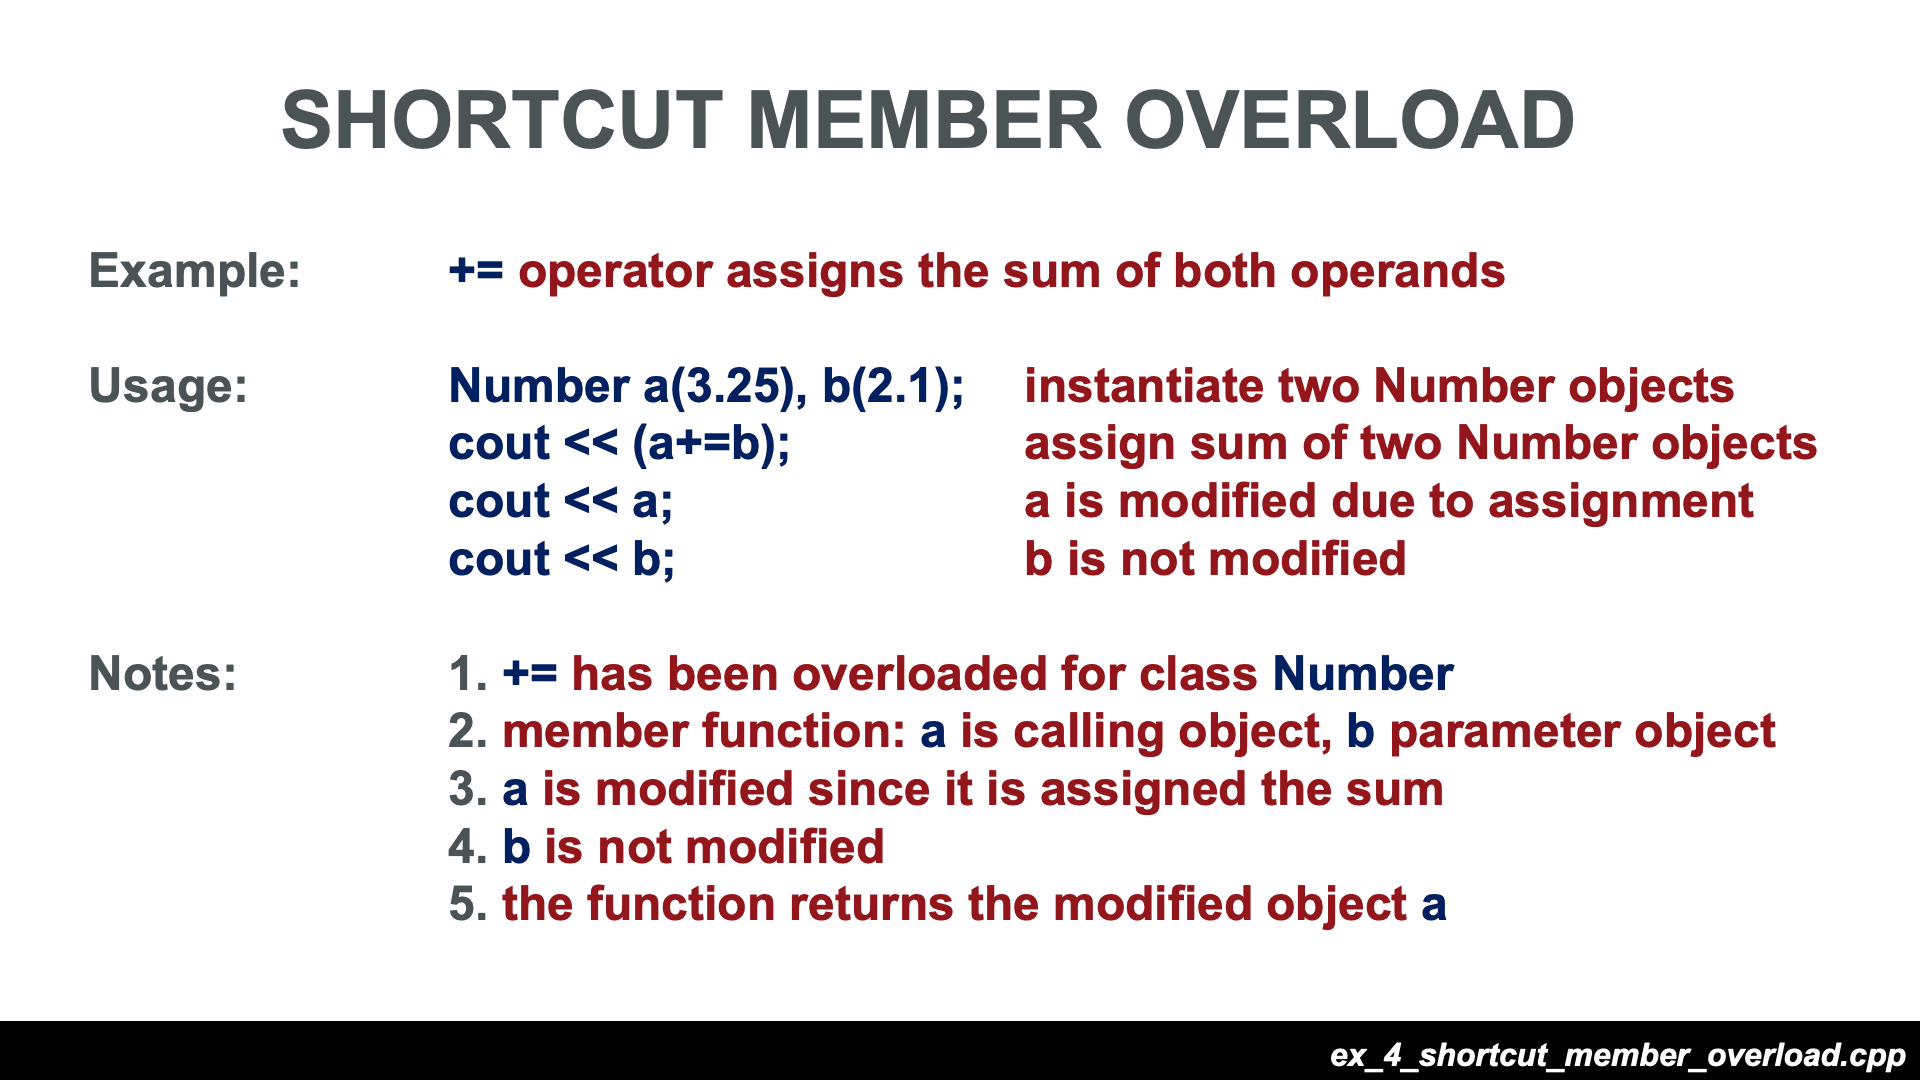 SHORTCUT MEMBER OVERLOAD
Example: += operator assigns the sum of both operands
Usage: Number a(3.25), b(2.1); instantiate two Number objects
cout << (a+=b); assign sum of two Number objects
cout << a; a is modified due to assignment
cout << b; b is not modified
Notes: 1. += has been overloaded for class Number
2. member function: a is calling object, b parameter object
3. a is modified since it is assigned the sum
4. b is not modified
5. the function returns the modified object a
ex_4_shortcut_member_overload.cpp